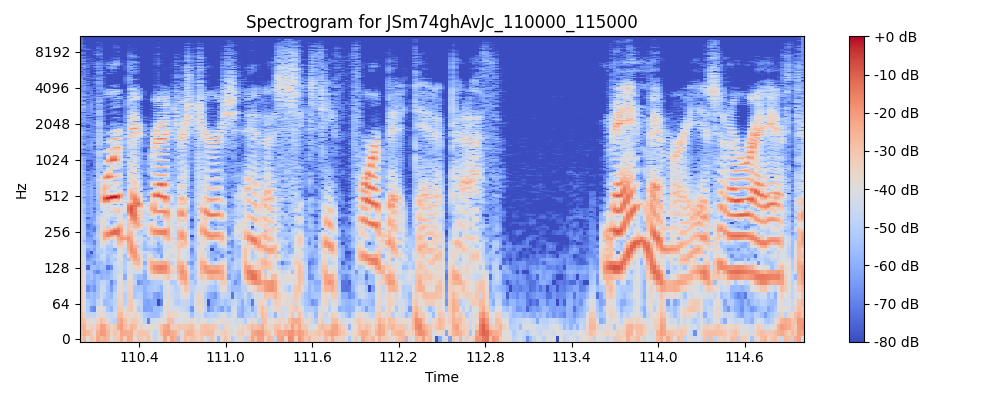 Spectrogram for JSm74ghAvJc_110000_115000
8192
4096
2048
1024
512
256
128
64
0
Hz
110.4 111.0 111.6 112.2 112.8 113.4 114.0 114.6
Time
+0 dB
-10 dB
-20 dB
-30 dB
-40 dB
-50 dB
-60 dB
-70 dB
-80 dB